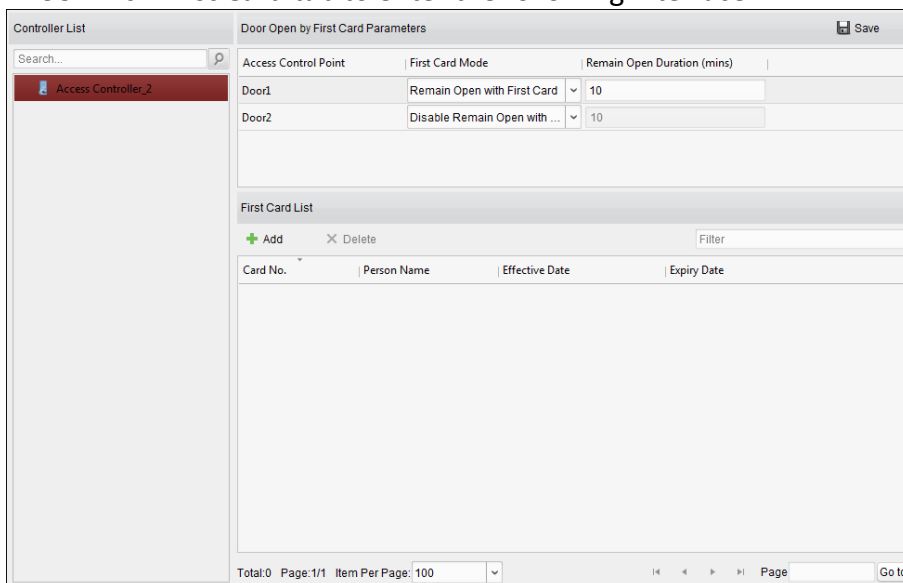 Controller List
Door Open by First Card Parameters
Save
Search...
Access Control Point
First Card Mode
Remain Open Duration (mins)
Access Controller_2
Door1
Remain Open with First Card
10
Door2
Disable Remain Open with ...
10
First Card List
Add
Delete
Filter
Card No.
Person Name
Effective Date
Expiry Date
Total:0 Page:1/1 Item Per Page: 100
Page